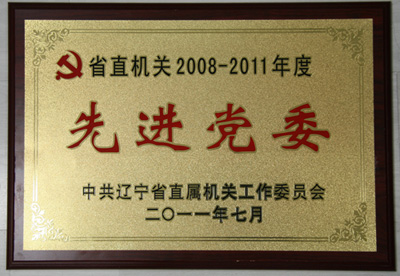 省直机关2008-2011年度
先进党委
中共辽宁省直属机关工作委员会
二〇一一年七月